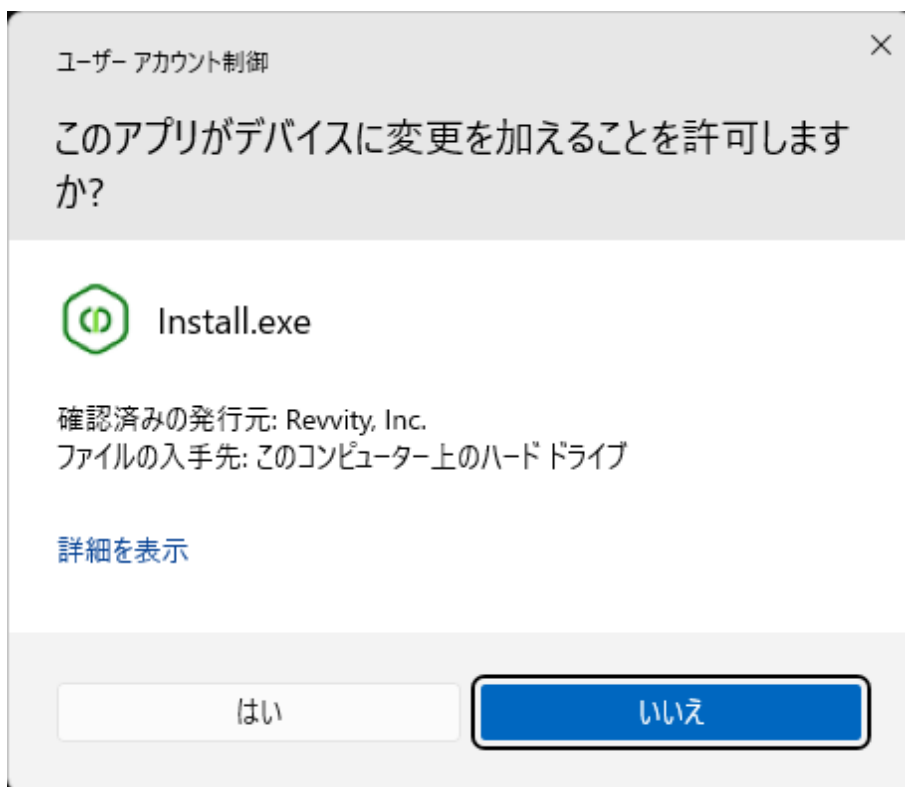 ユーザー アカウント制御
このアプリがデバイスに変更を加えることを許可します
か?
Install.exe
確認済みの発行元: Revvity, Inc.
ファイルの入手先: このコンピューター上のハード ドライブ
詳細を表示
はい
いいえ